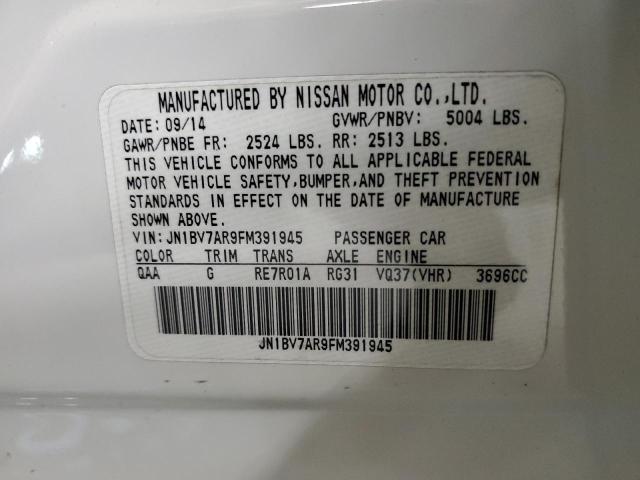 MANUFACTURED BY NISSAN MOTOR CO.,LTD.
DATE: 09/14 GVWR/PNBV: 5004 LBS.
GAWR/PNBE FR: 2524 LBS. RR: 2513 LBS.
THIS VEHICLE CONFORMS TO ALL APPLICABLE FEDERAL
MOTOR VEHICLE SAFETY,BUMPER,AND THEFT PREVENTION
STANDARDS IN EFFECT ON THE DATE OF MANUFACTURE
SHOWN ABOVE.
VIN:JN1BV7AR9FM391945 PASSENGER CAR
COLOR TRIM TRANS AXLE ENGINE
QAA G RE7R01A RG31 VQ37(VHR) 3696CC
JN1BV7AR9FM391945